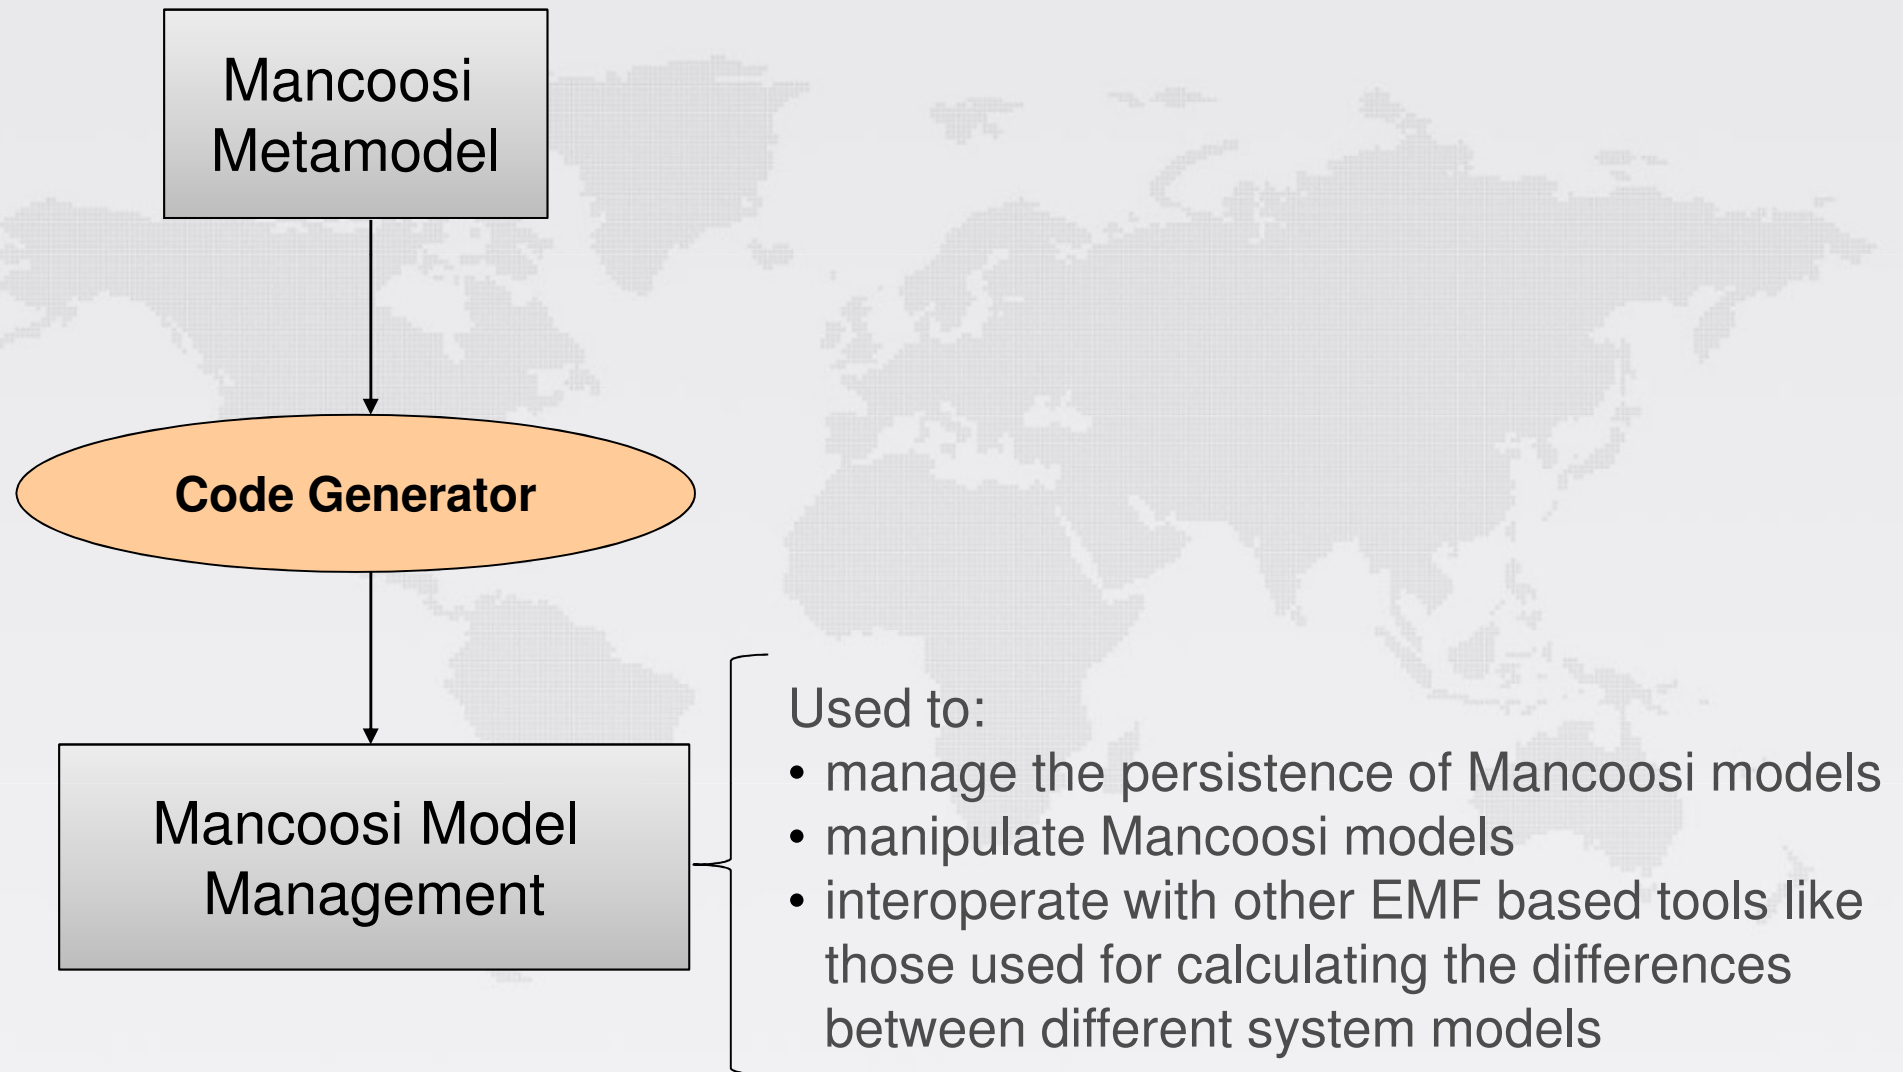 Mancoosi
Metamodel
Code Generator
Mancoosi Model
Management
Used to:
• manage the persistence of Mancoosi models
• manipulate Mancoosi models
• interoperate with other EMF based tools like
those used for calculating the differences
between different system models